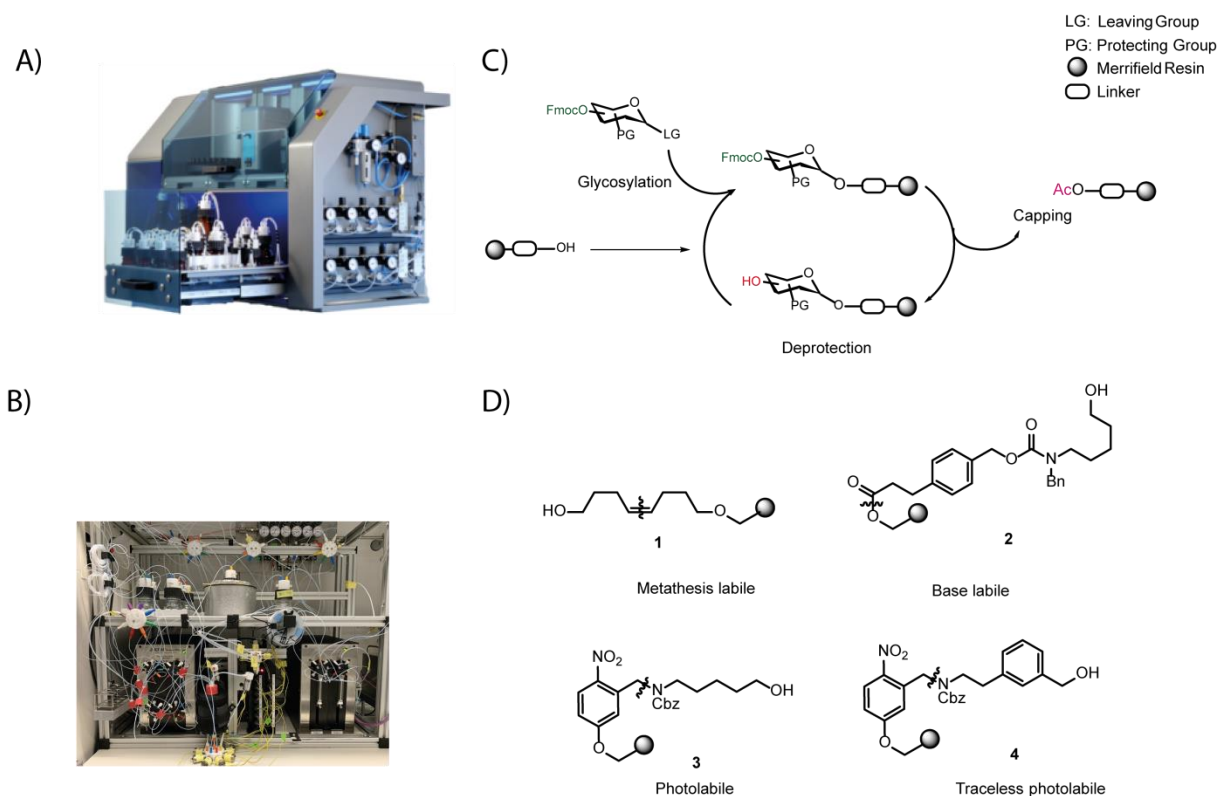 A)
B)
C)
LG: Leaving Group
PG: Protecting Group
Merrifield Resin
Linker
FmocO
O
PG
LG
Glycosylation
FmocO
O
PG
O
AcO
Capping
OH
HO
O
PG
O
Deprotection
D)
HO
O
1
Metathesis labile
OH
O
O
N
Bn
O
O
2
Base labile
NO2
N
Cbz
OH
O
3
Photolabile
NO2
N
Cbz
OH
O
4
Traceless photolabile